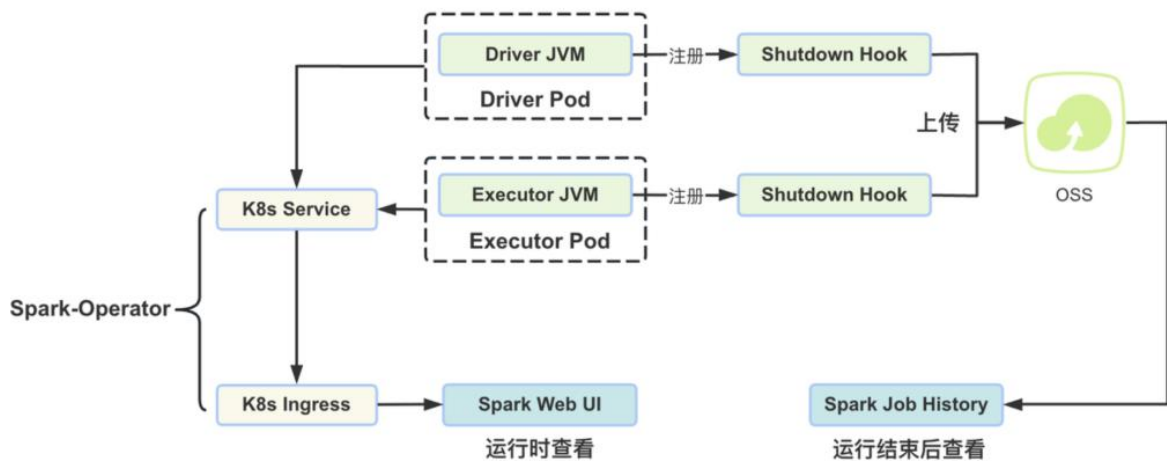 Driver JVM
注册
Shutdown Hook
Driver Pod
上传
OSS
K8s Service
Executor JVM
注册
Shutdown Hook
Executor Pod
Spark-Operator
K8s Ingress
Spark Web UI
Spark Job History
运行时查看
运行结束后查看